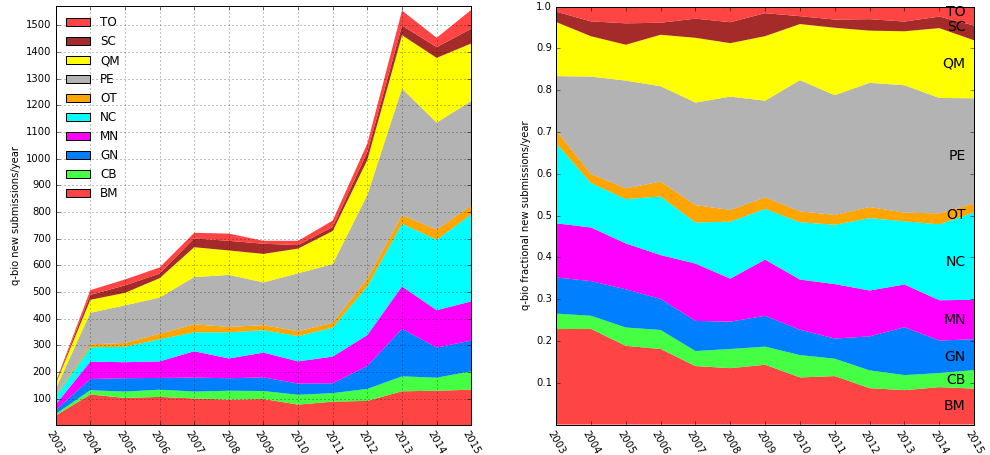 q-bio new submissions/year
1500
1400
1300
1200
1100
1000
900
800
700
600
500
400
300
200
100
TO
SC
QM
PE
OT
NC
MN
GN
CB
BM
2003
2004
2005
2006
2007
2008
2009
2010
2011
2012
2013
2014
2015
q-bio fractional new submissions/year
1.0
0.9
0.8
0.7
0.6
0.5
0.4
0.3
0.2
0.1
TO
SC
QM
PE
OT
NC
MN
GN
CB
BM
2003
2004
2005
2006
2007
2008
2009
2010
2011
2012
2013
2014
2015